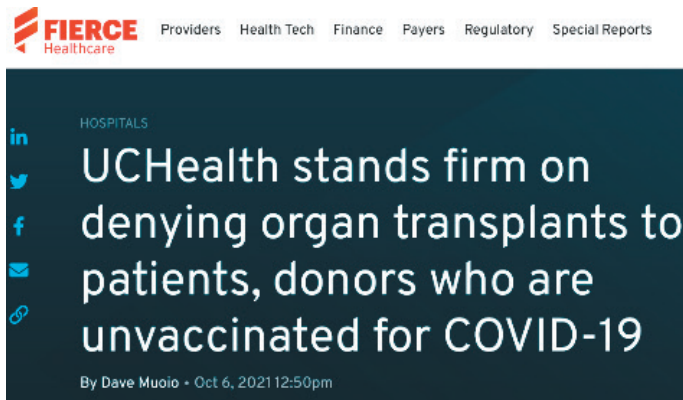 FIERCE
Healthcare
Providers Health Tech Finance Payers Regulatory Special Reports
HOSPITALS
UCHealth stands firm on
denying organ transplants to
patients, donors who are
unvaccinated for COVID-19
By Dave Muoio • Oct 6, 2021 12:50pm